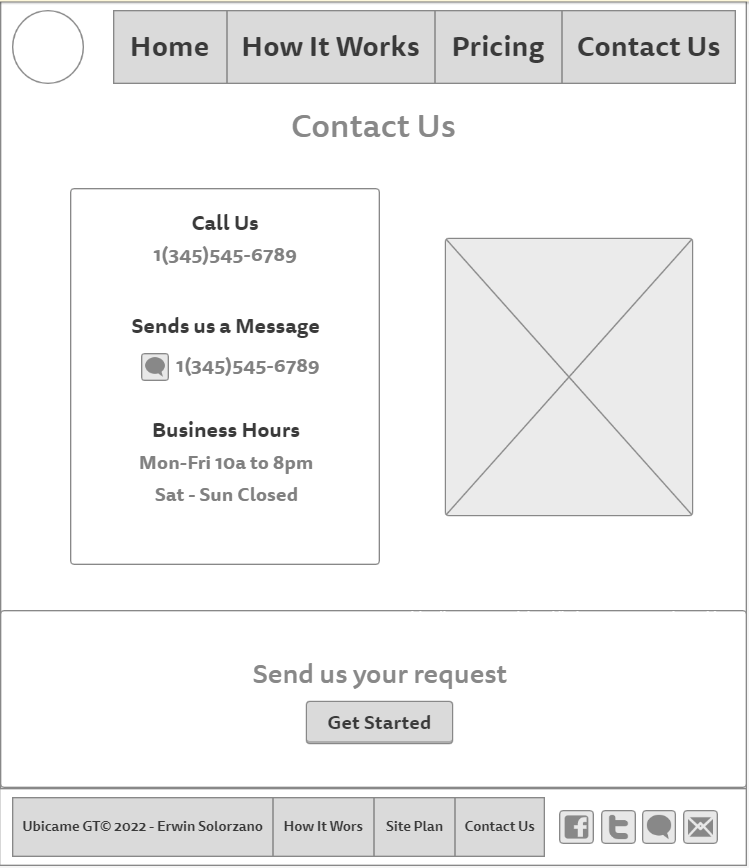 Home How It Works Pricing Contact Us
Contact Us
Call Us
1(345)545-6789
Sends us a Message
1(345)545-6789
Business Hours
Mon-Fri 10a to 8pm
Sat - Sun Closed
Send us your request
Get Started
Ubicame GT© 2022 - Erwin Solorzano How It Wors Site Plan Contact Us